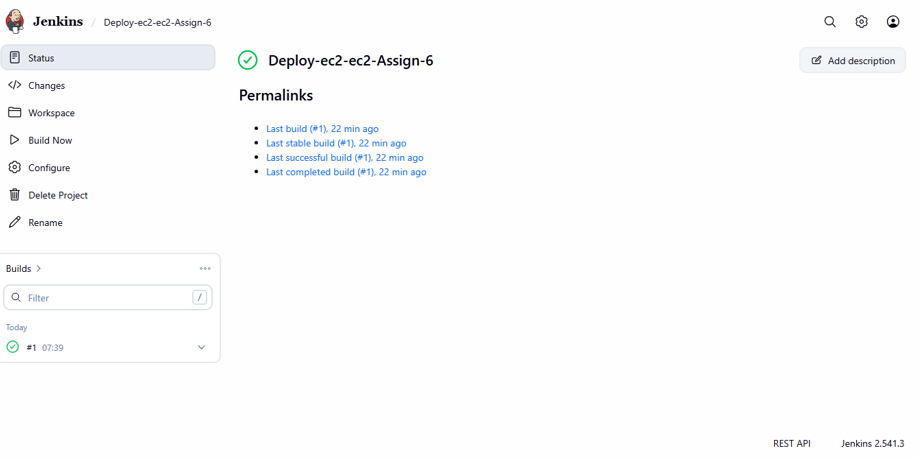 Jenkins / Deploy-ec2-ec2-Assign-6
Status
Changes
Workspace
Build Now
Configure
Delete Project
Rename
Builds
Filter /
Today
#1 07:39
Deploy-ec2-ec2-Assign-6
Add description
Permalinks
Last build (#1), 22 min ago
Last stable build (#1), 22 min ago
Last successful build (#1), 22 min ago
Last completed build (#1), 22 min ago
REST API
Jenkins 2.541.3